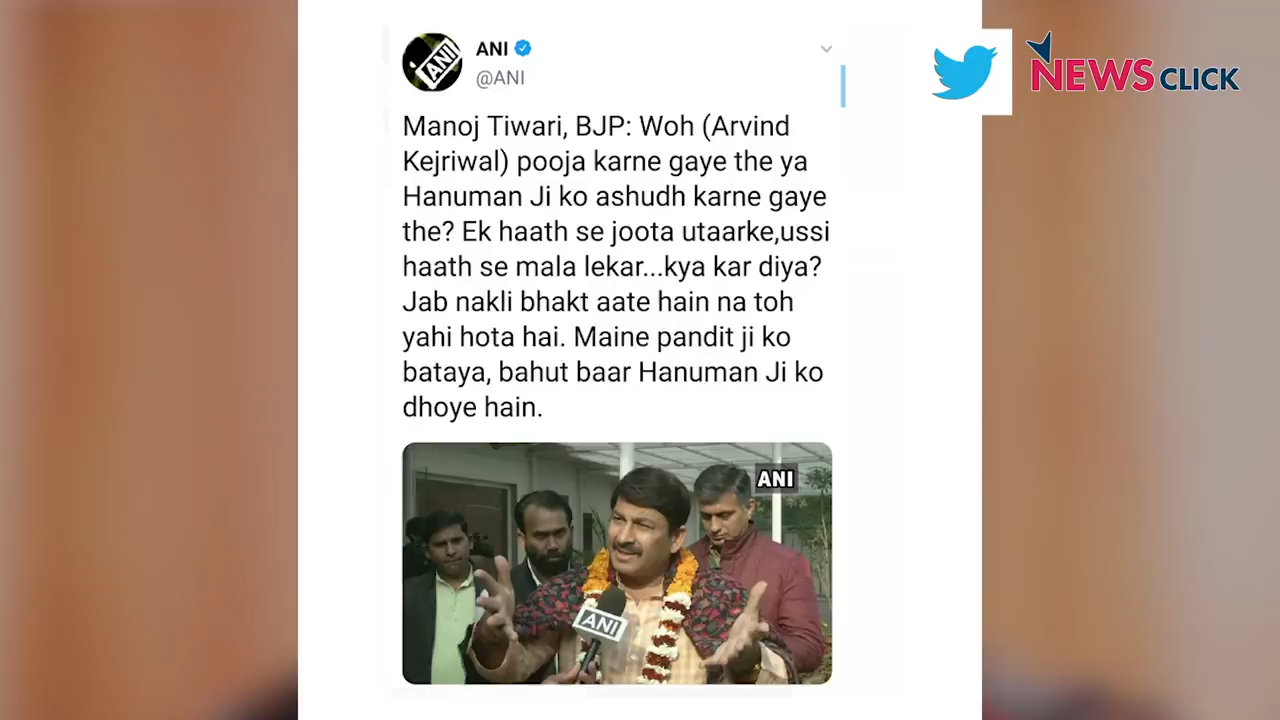 ANI
@ANI
ANI
NEWS CLICK
Manoj Tiwari, BJP: Woh (Arvind
Kejriwal) pooja karne gaye the ya
Hanuman Ji ko ashudh karne gaye
the? Ek haath se joota utaarke,ussi
haath se mala lekar...kya kar diya?
Jab nakli bhakt aate hain na toh
yahi hota hai. Maine pandit ji ko
bataya, bahut baar Hanuman Ji ko
dhoye hain.
ANI
ANI